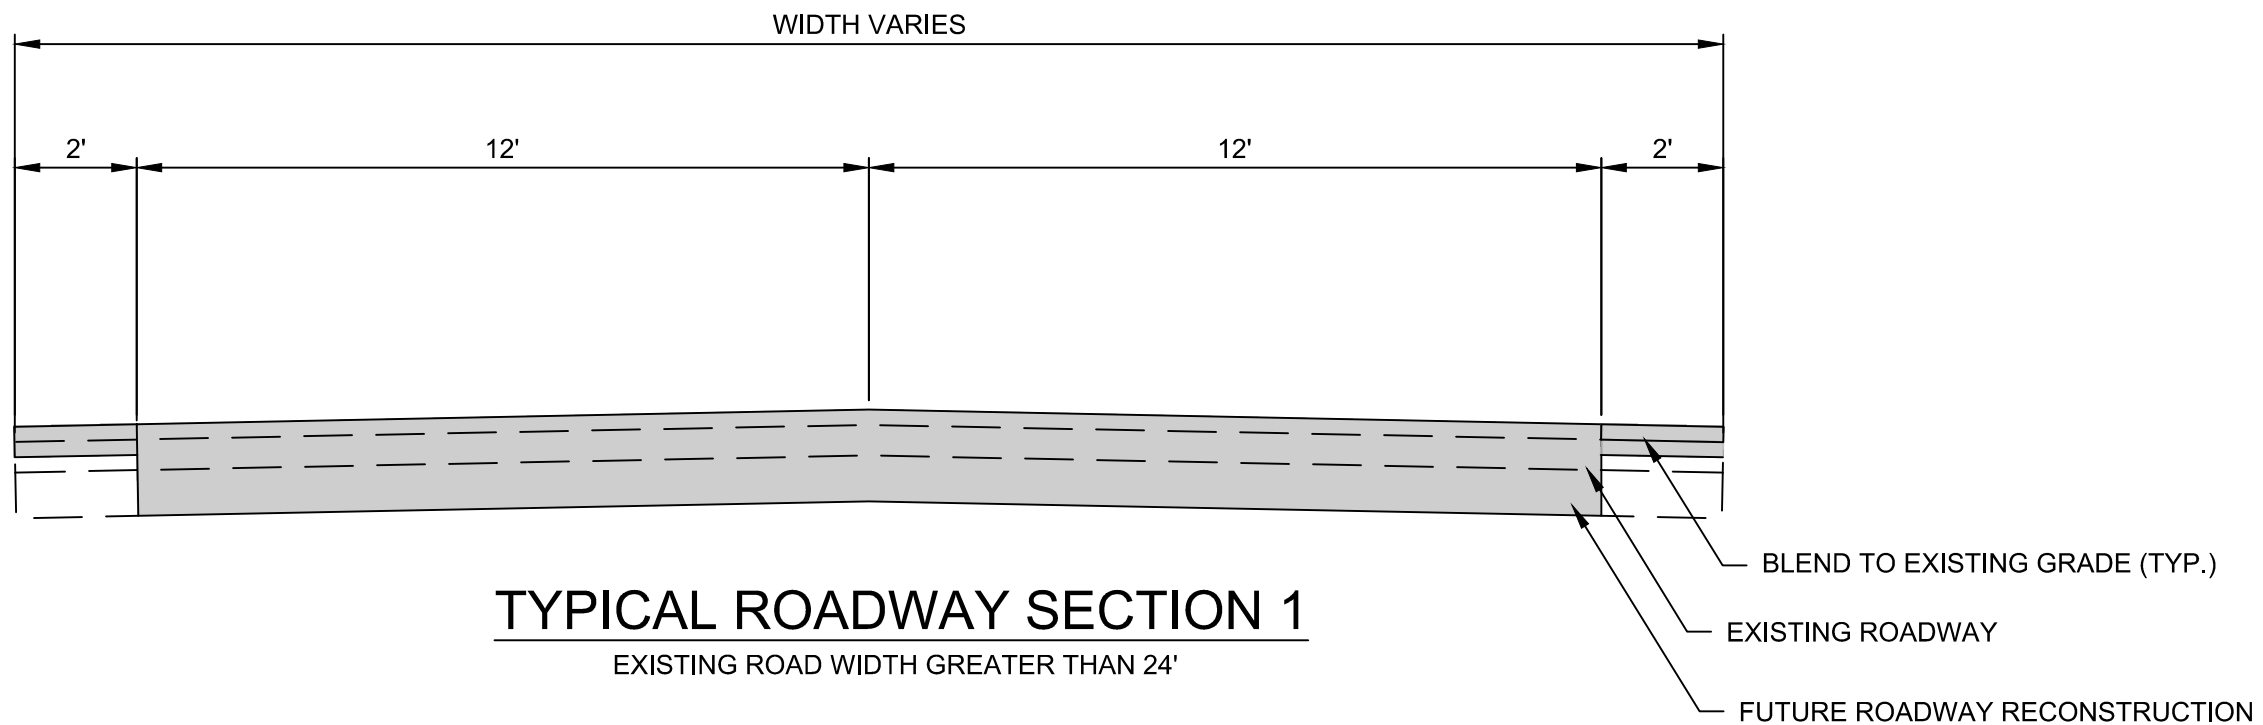 WIDTH VARIES
2'
12'
12'
2'
BLEND TO EXISTING GRADE (TYP.)
TYPICAL ROADWAY SECTION 1
EXISTING ROADWAY
EXISTING ROAD WIDTH GREATER THAN 24'
FUTURE ROADWAY RECONSTRUCTION